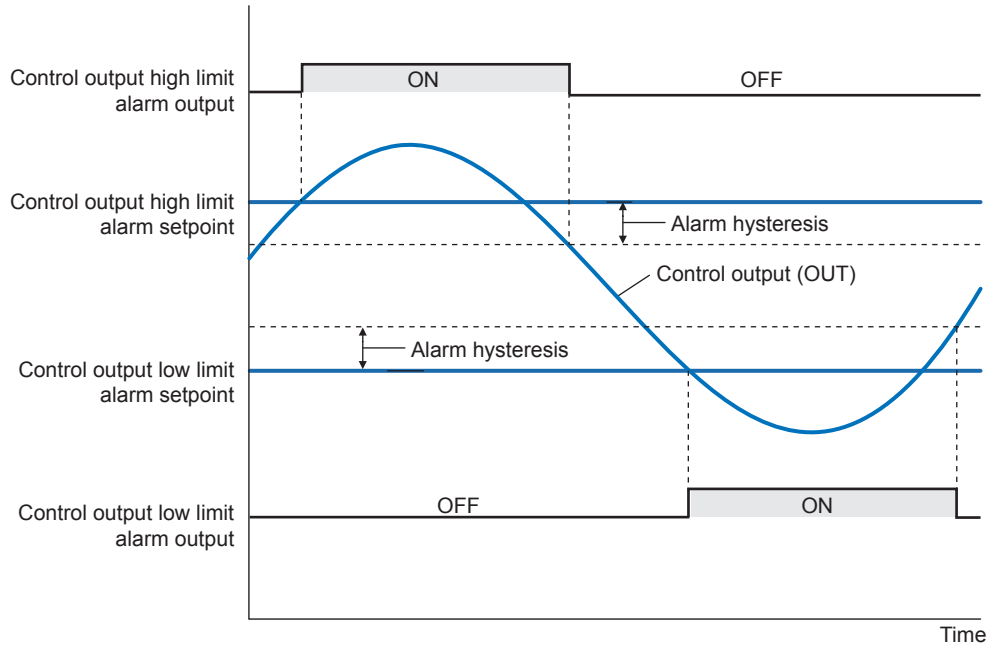 Control output high limit
alarm output
ON
OFF
Control output high limit
alarm setpoint
Alarm hysteresis
Control output (OUT)
Alarm hysteresis
Control output low limit
alarm setpoint
Control output low limit
alarm output
OFF
ON
Time